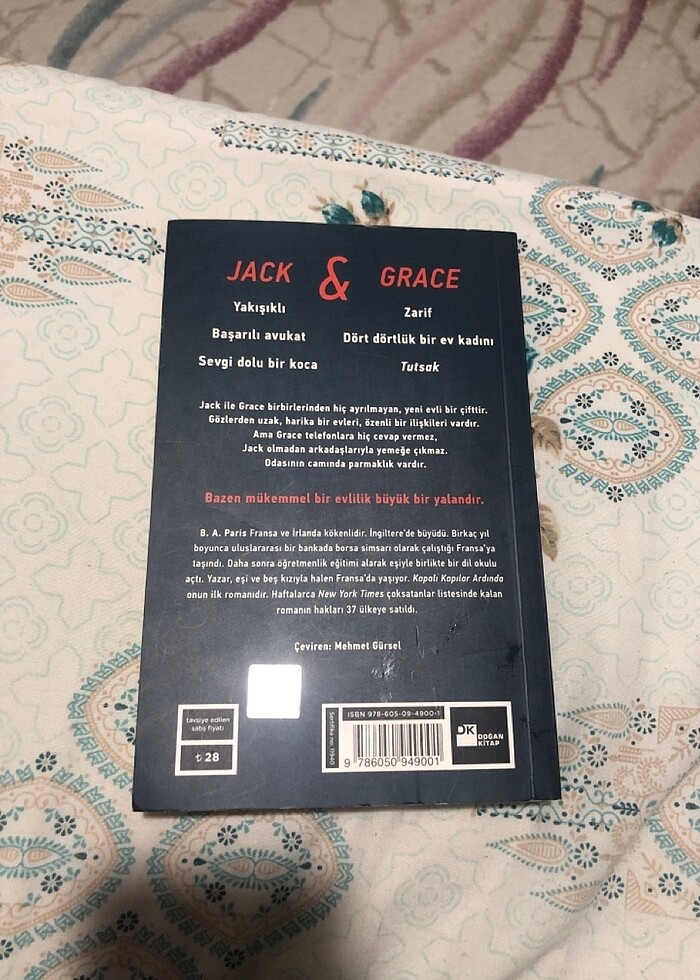 JACK & GRACE
Yakışıklı
Zarif
Başarılı avukat
Dört dörtlük bir ev kadını
Sevgi dolu bir koca
Tutsak
Jack ile Grace birbirlerinden hiç ayrılmayan, yeni evli bir çifttir.
Gözlerden uzak, harika bir evleri, özenli bir ilişkileri vardır.
Ama Grace telefonlara hiç cevap vermez,
Jack olmadan arkadaşlarıyla yemeğe çıkmaz.
Odasının camında parmaklık vardır.
Bazen mükemmel bir evlilik büyük bir yalandır.
B. A. Paris Fransa ve İrlanda kökenlidir. İngiltere'de büyüdü. Birkaç yıl
boyunca uluslararası bir bankada borsa simsarı olarak çalıştığı Fransa'ya
taşındı. Daha sonra öğretmenlik eğitimi alarak eşiyle birlikte bir dil okulu
açtı. Yazar, eşi ve beş kızıyla halen Fransa'da yaşıyor. Kapalı Kapılar Ardında
onun ilk romanıdır. Haftalarca New York Times çoksatanlar listesinde kalan
romanın hakları 37 ülkeye satıldı.
Çeviren: Mehmet Gürsel
tavsiye edilen
satış fiyatı
₺ 28
Sertifika no: 11940
ISBN 978-605-09-4900-1
9 786050 949001
DK
DOĞAN
KİTAP